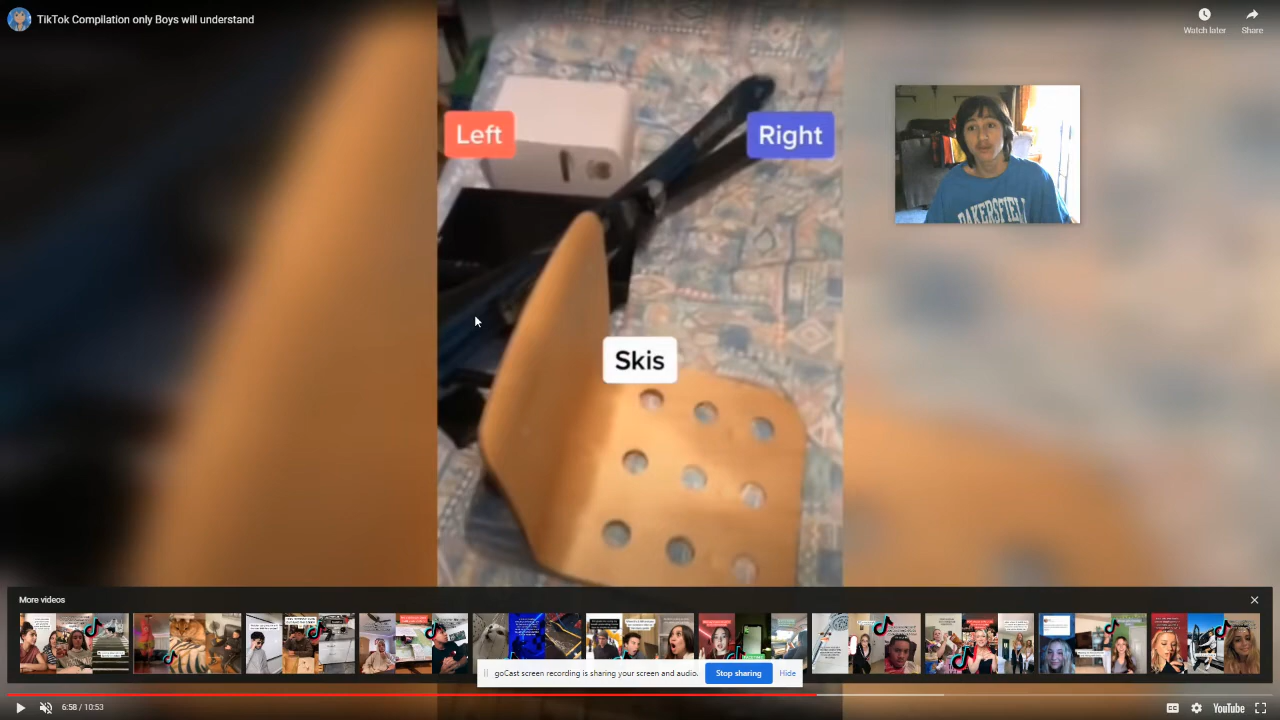 TikTok Compilation only Boys will understand
Watch later
Share
Left
Right
BAKERSFIELD
Skis
More videos
goCast screen recording is sharing your screen and audio.
Stop sharing
Hide
6:58 / 10:53
CC
YouTube